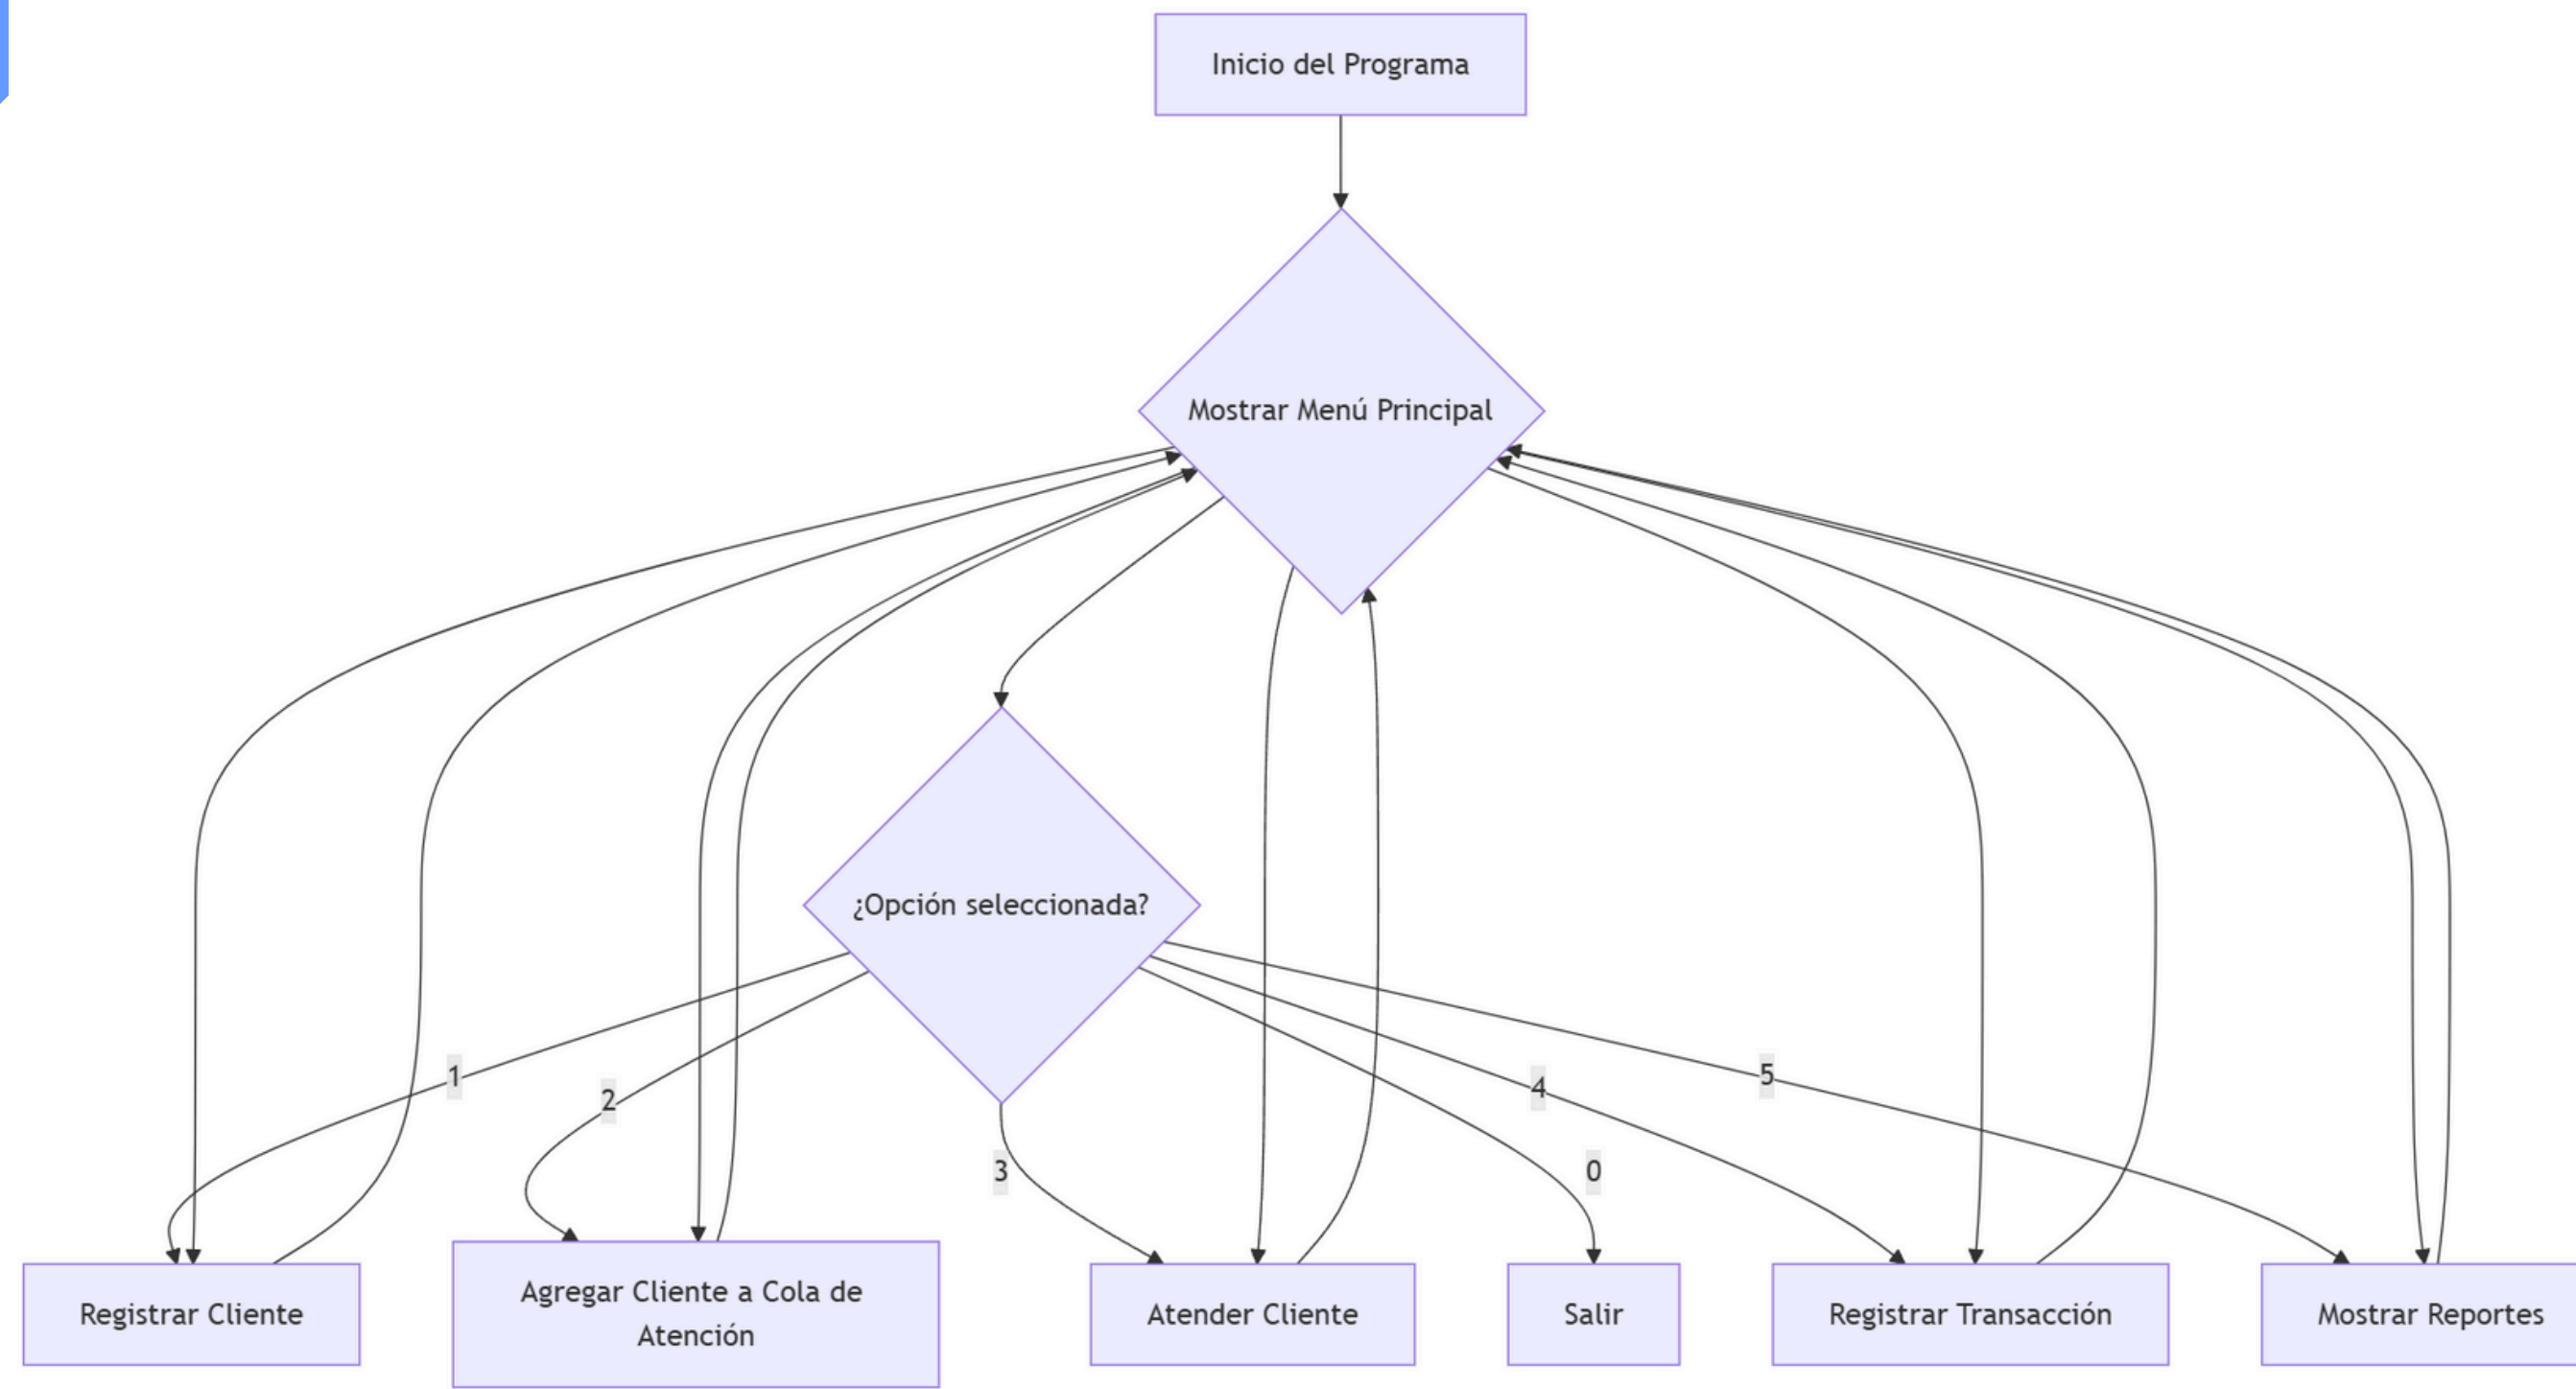 Inicio del Programa
Mostrar Menú Principal
¿Opción seleccionada?
1
2
3
0
4
5
Registrar Cliente
Agregar Cliente a Cola de
Atención
Atender Cliente
Salir
Registrar Transacción
Mostrar Reportes